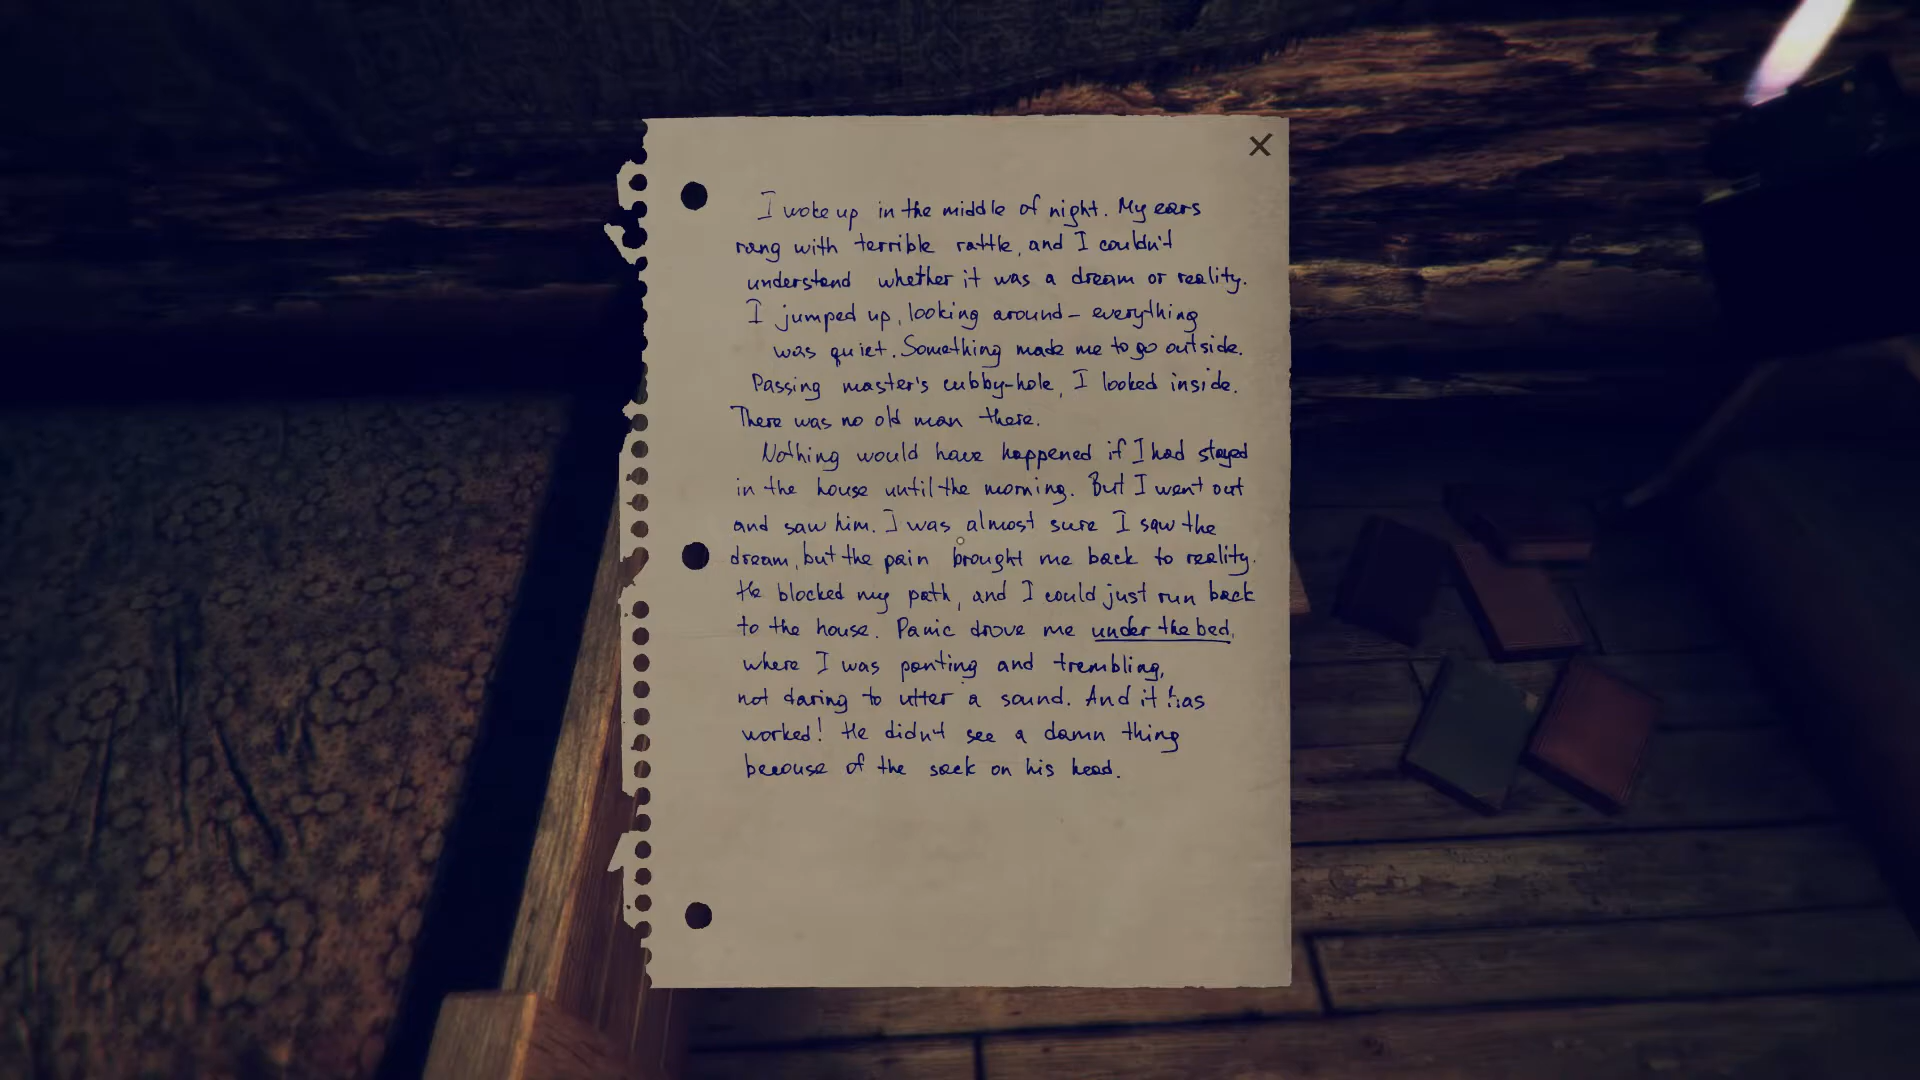 I woke up in the middle of night. My ears
rang with terrible rattle, and I couldn't
understand whether it was a dream or reality.
I jumped up, looking around – everything
was quiet. Something made me to go outside.
Passing master's cubby-hole, I looked inside.
There was no old man there.
Nothing would have happened if I had stayed
in the house until the morning. But I went out
and saw him. I was almost sure I saw the
dream, but the pain brought me back to reality.
He blocked my path, and I could just run back
to the house. Panic drove me under the bed,
where I was panting and trembling,
not daring to utter a sound. And it has
worked! He didn't see a damn thing
because of the sack on his head.